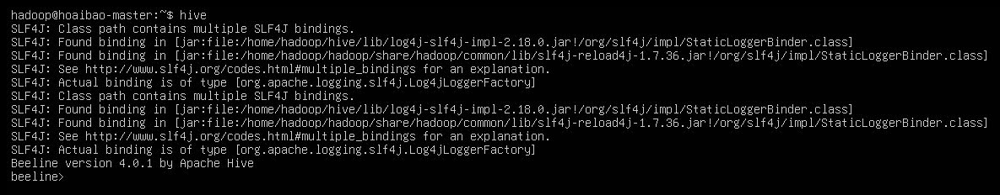 hadoop@hoaibao-master:~$ hive
SLF4J: Class path contains multiple SLF4J bindings.
SLF4J: Found binding in [jar:file:/home/hadoop/hive/lib/log4j-slf4j-impl-2.18.0.jar!/org/slf4j/impl/StaticLoggerBinder.class]
SLF4J: Found binding in [jar:file:/home/hadoop/hadoop/share/hadoop/common/lib/slf4j-reload4j-1.7.36.jar!/org/slf4j/impl/StaticLoggerBinder.class]
SLF4J: See http://www.slf4j.org/codes.html#multiple_bindings for an explanation.
SLF4J: Actual binding is of type [org.apache.logging.slf4j.Log4jLoggerFactory]
SLF4J: Class path contains multiple SLF4J bindings.
SLF4J: Found binding in [jar:file:/home/hadoop/hive/lib/log4j-slf4j-impl-2.18.0.jar!/org/slf4j/impl/StaticLoggerBinder.class]
SLF4J: Found binding in [jar:file:/home/hadoop/hadoop/share/hadoop/common/lib/slf4j-reload4j-1.7.36.jar!/org/slf4j/impl/StaticLoggerBinder.class]
SLF4J: See http://www.slf4j.org/codes.html#multiple_bindings for an explanation.
SLF4J: Actual binding is of type [org.apache.logging.slf4j.Log4jLoggerFactory]
Beeline version 4.0.1 by Apache Hive
beeline>